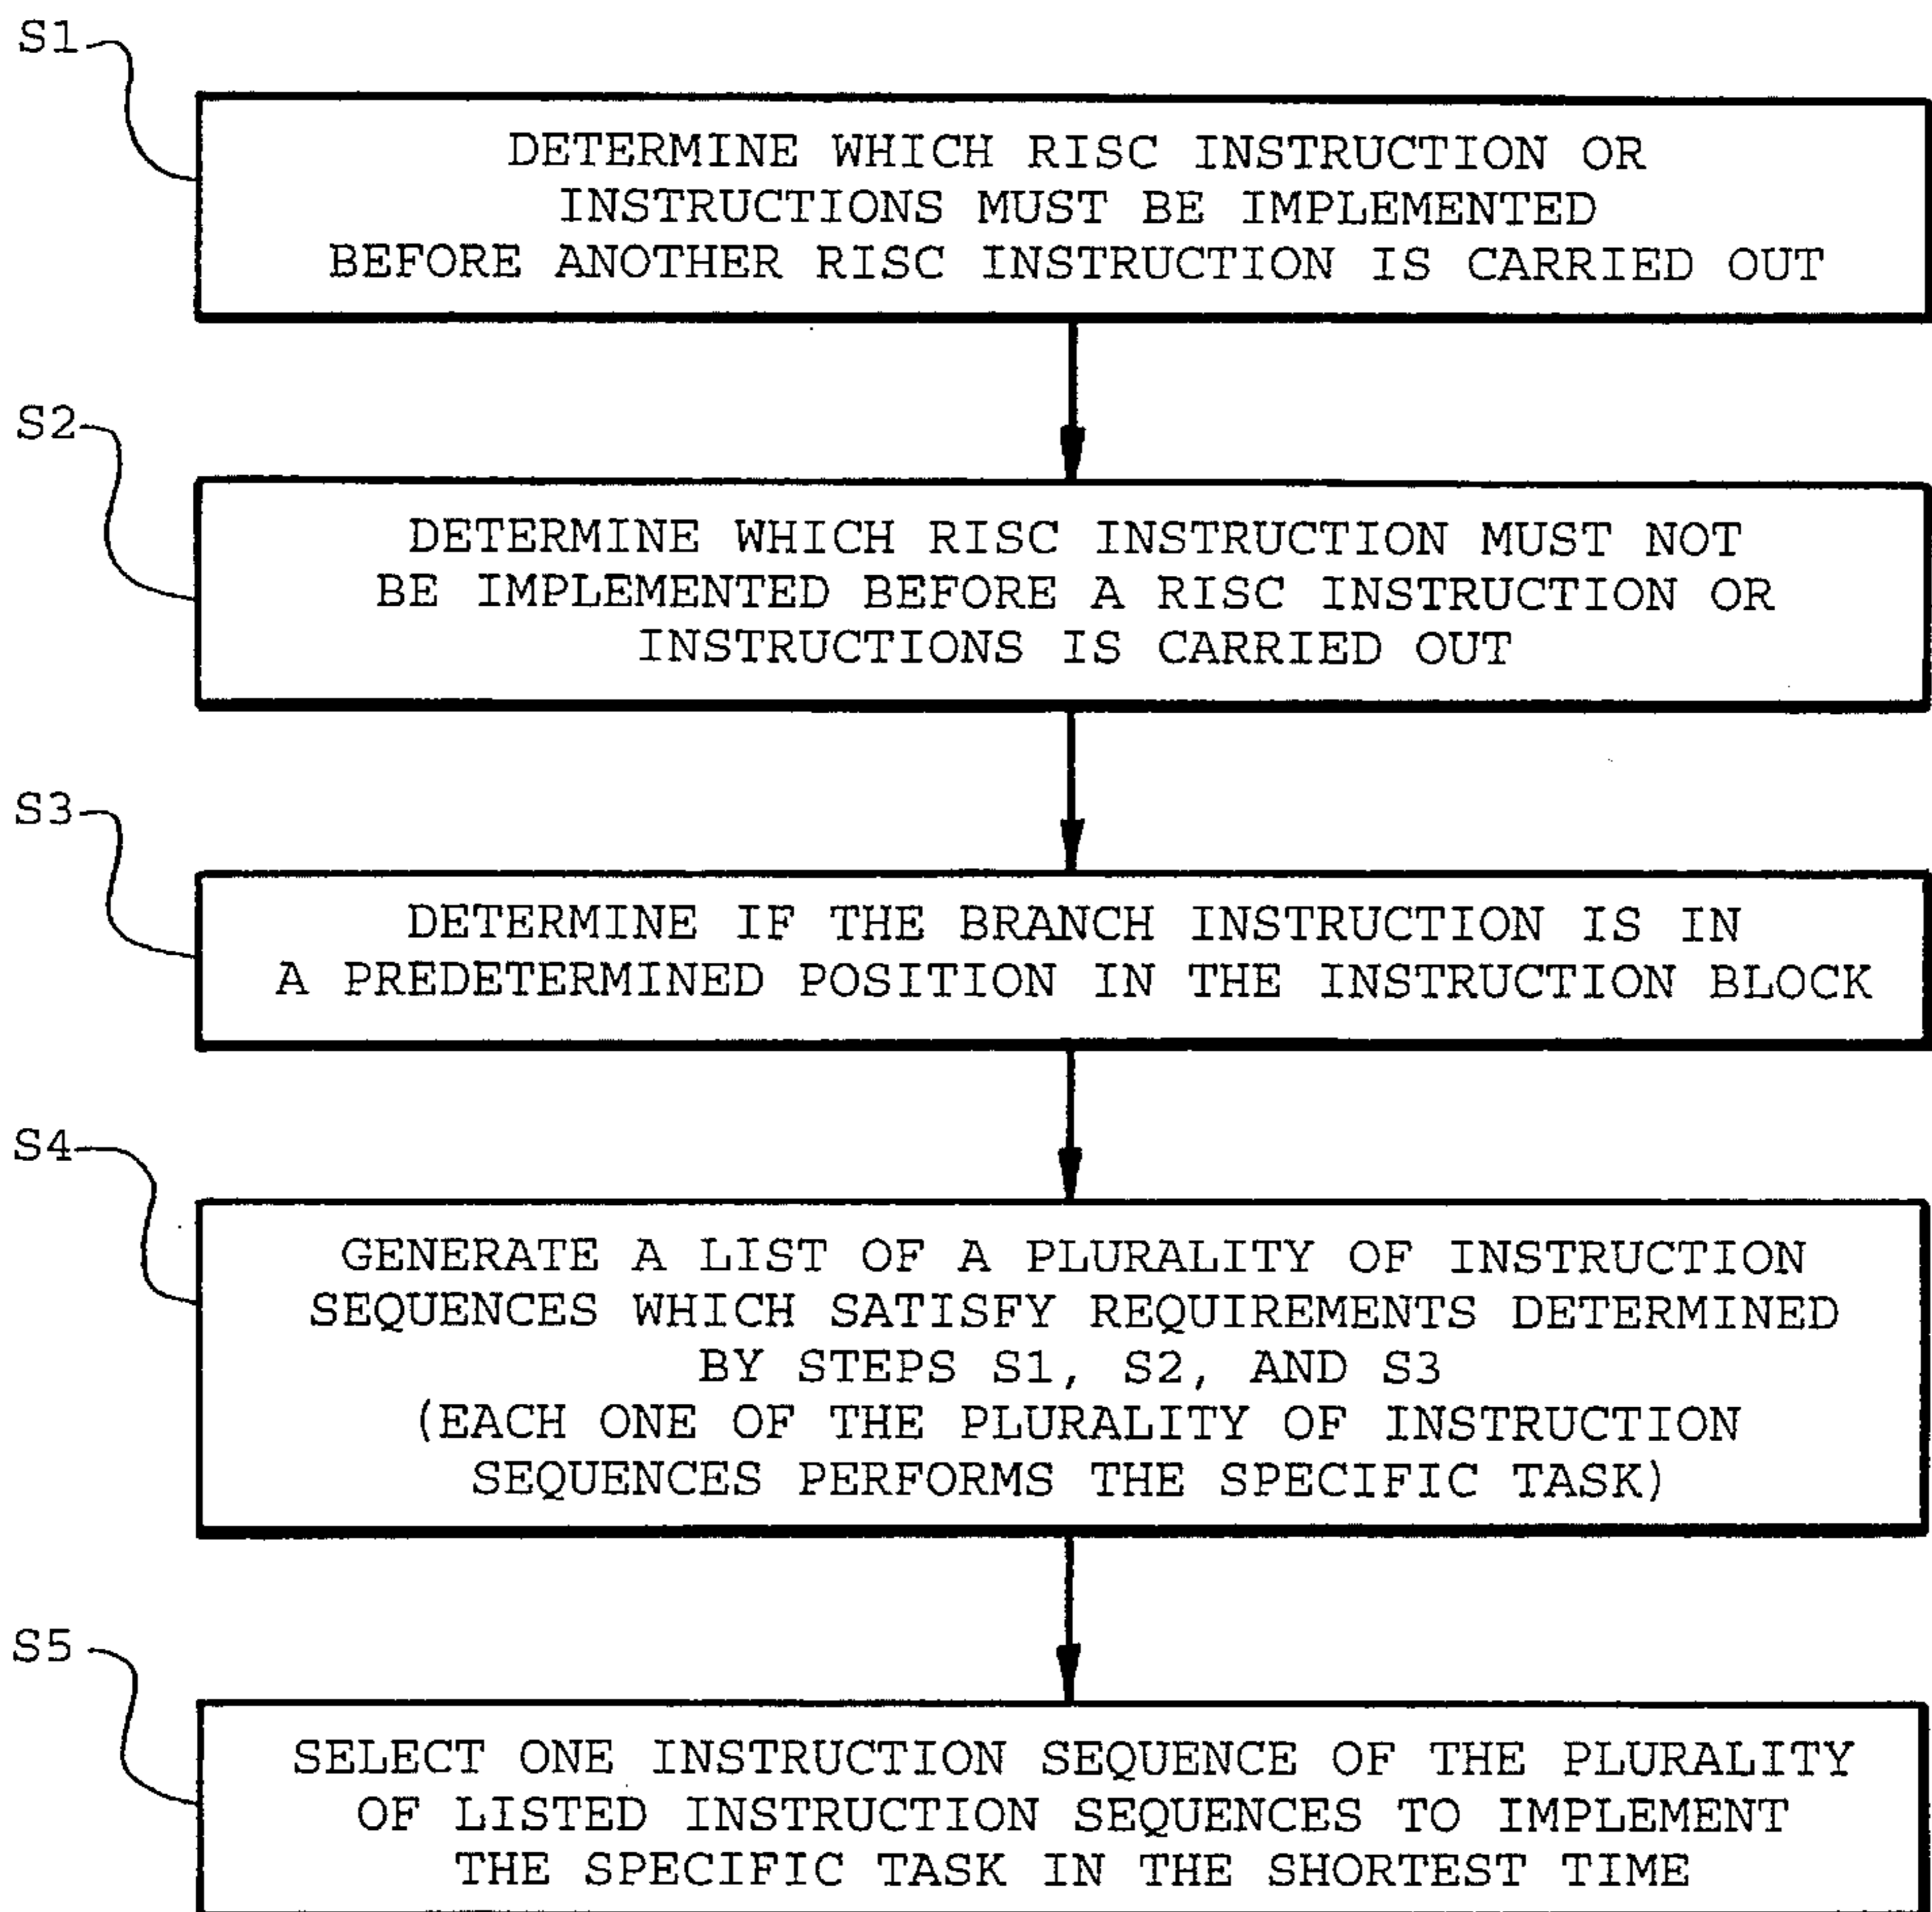 S1
DETERMINE WHICH RISC INSTRUCTION OR
INSTRUCTIONS MUST BE IMPLEMENTED
BEFORE ANOTHER RISC INSTRUCTION IS CARRIED OUT
S2
DETERMINE WHICH RISC INSTRUCTION MUST NOT
BE IMPLEMENTED BEFORE A RISC INSTRUCTION OR
INSTRUCTIONS IS CARRIED OUT
S3
DETERMINE IF THE BRANCH INSTRUCTION IS IN
A PREDETERMINED POSITION IN THE INSTRUCTION BLOCK
S4
GENERATE A LIST OF A PLURALITY OF INSTRUCTION
SEQUENCES WHICH SATISFY REQUIREMENTS DETERMINED
BY STEPS S1, S2, AND S3
(EACH ONE OF THE PLURALITY OF INSTRUCTION
SEQUENCES PERFORMS THE SPECIFIC TASK)
S5
SELECT ONE INSTRUCTION SEQUENCE OF THE PLURALITY
OF LISTED INSTRUCTION SEQUENCES TO IMPLEMENT
THE SPECIFIC TASK IN THE SHORTEST TIME